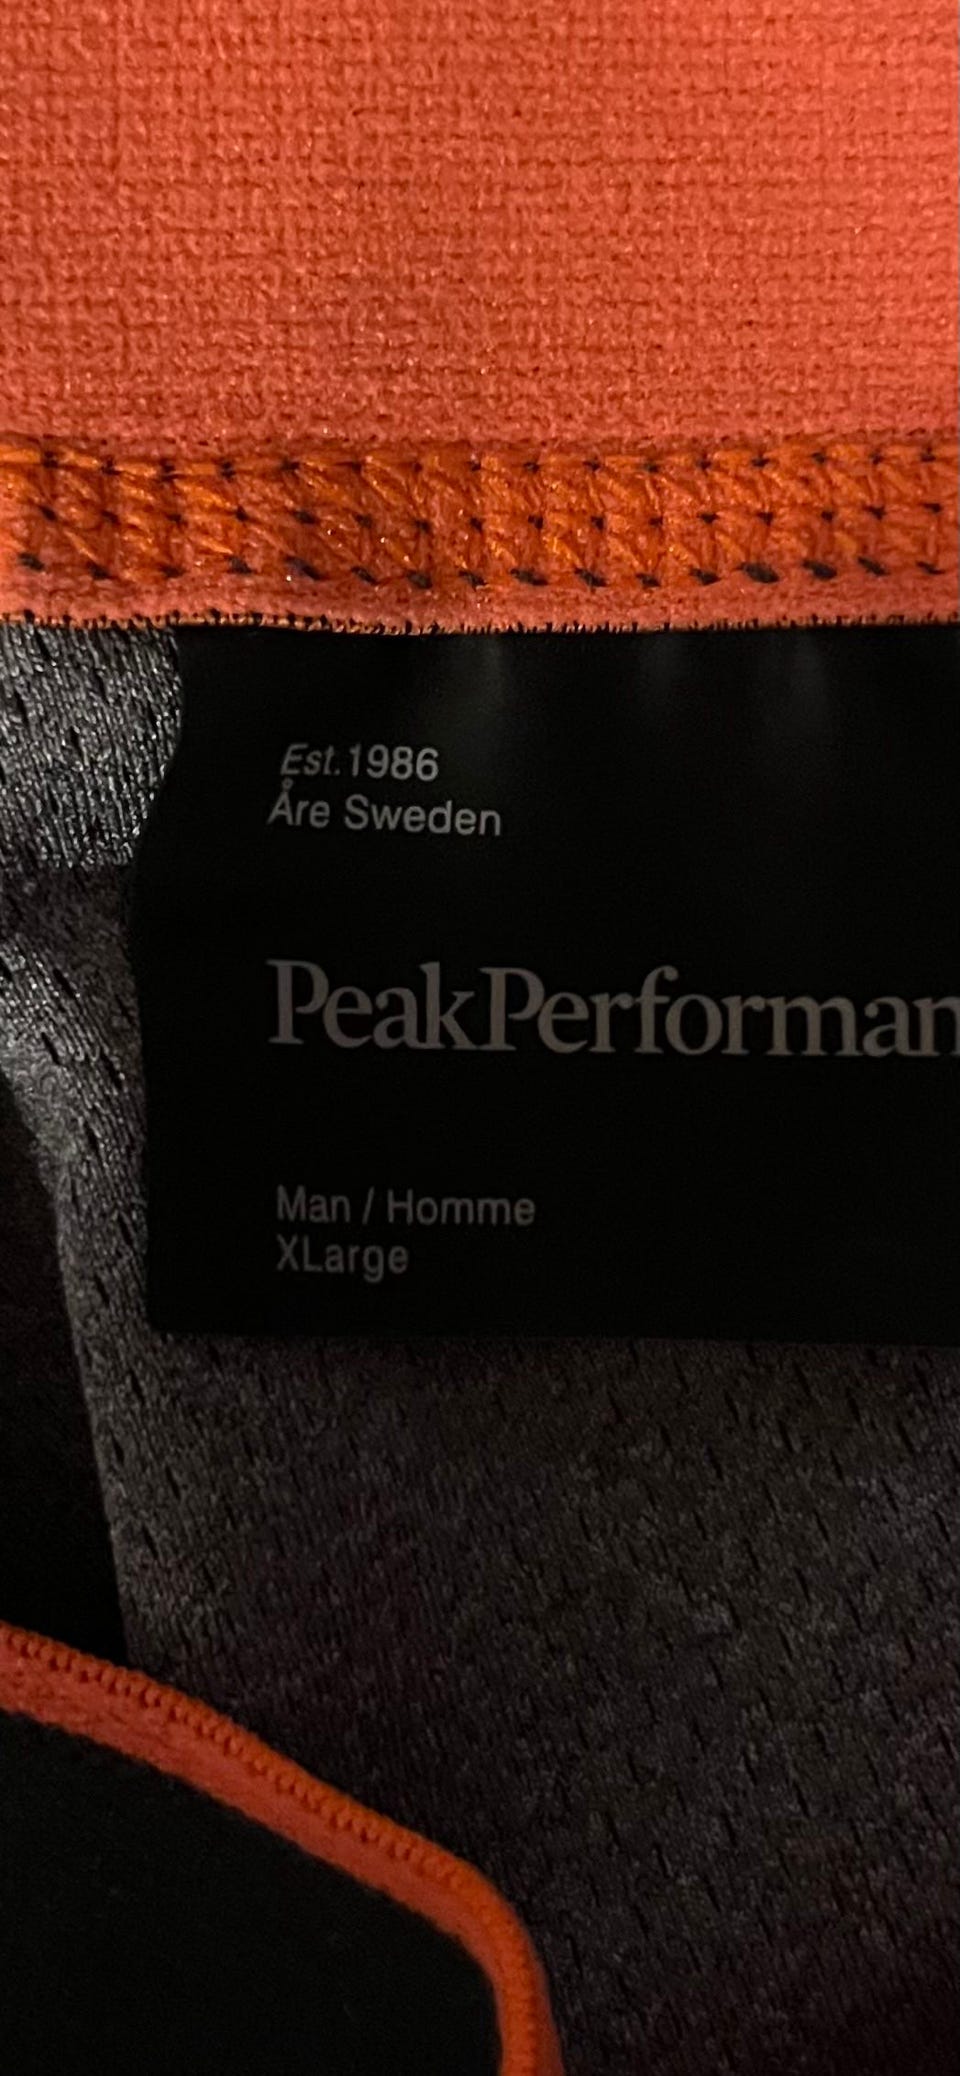 Est.1986
Åre Sweden
PeakPerforman
Man / Homme
XLarge